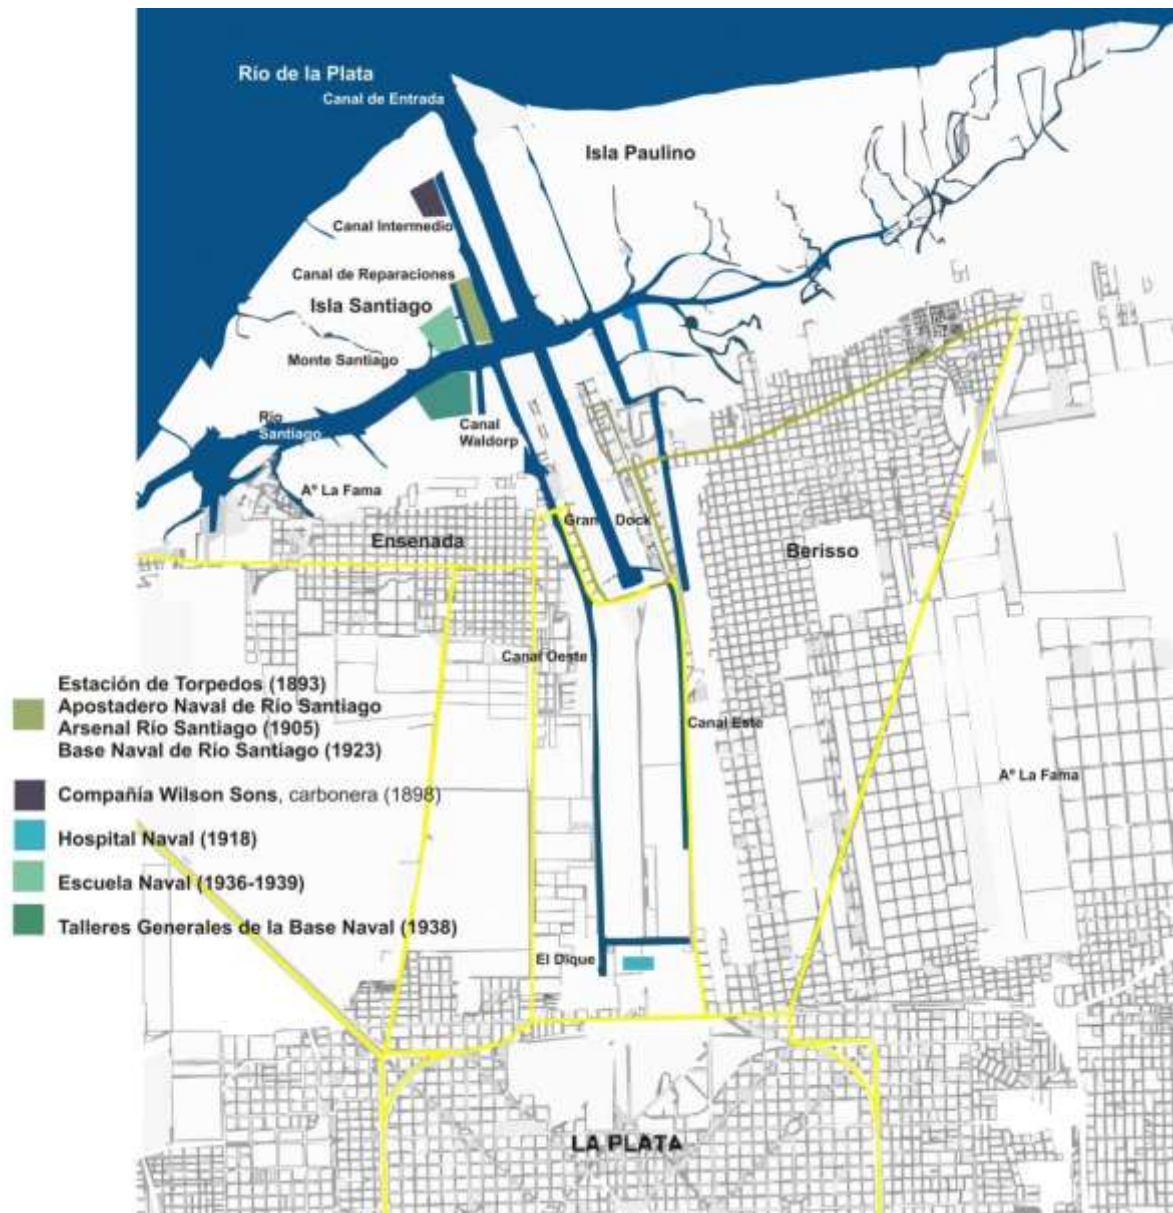 Río de la Plata
Canal de Entrada
Isla Paulino
Canal Intermedio
Canal de Reparaciones
Isla Santiago
Monte Santiago
Río
Santiago
Canal
Waldorp
Aº La Fama
Ensenada
Gran Dock
Berisso
Canal Oeste
Canal Este
Aº La Fama
El Dique
LA PLATA
Estación de Torpedos (1893)
Apostadero Naval de Río Santiago
Arsenal Río Santiago (1905)
Base Naval de Río Santiago (1923)
Compañía Wilson Sons, carbonera (1898)
Hospital Naval (1918)
Escuela Naval (1936-1939)
Talleres Generales de la Base Naval (1938)